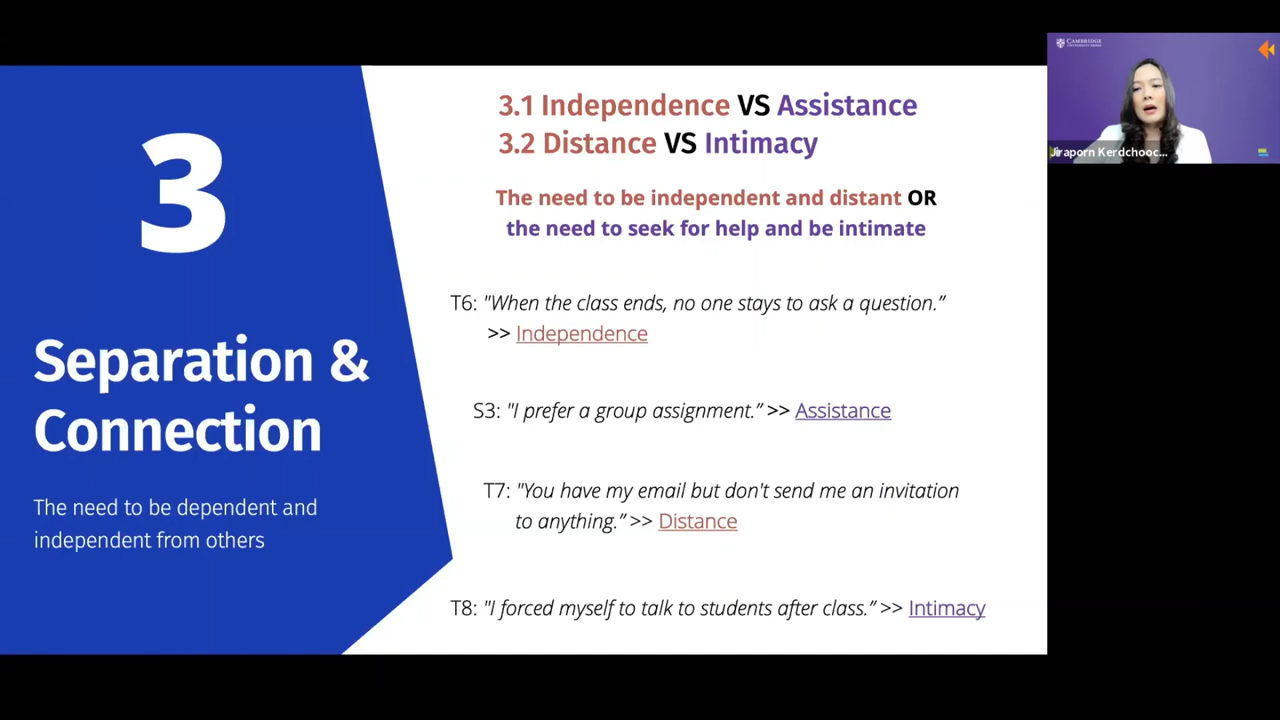 3
Separation &
Connection
The need to be dependent and
independent from others
3.1 Independence VS Assistance
3.2 Distance VS Intimacy
The need to be independent and distant OR
the need to seek for help and be intimate
T6: "When the class ends, no one stays to ask a question.”
>> Independence
S3: "I prefer a group assignment.” >> Assistance
T7: "You have my email but don't send me an invitation
to anything.” >> Distance
T8: "I forced myself to talk to students after class.” >> Intimacy
CAMBRIDGE
UNIVERSITY PRESS
Jiraporn Kerdchooc...